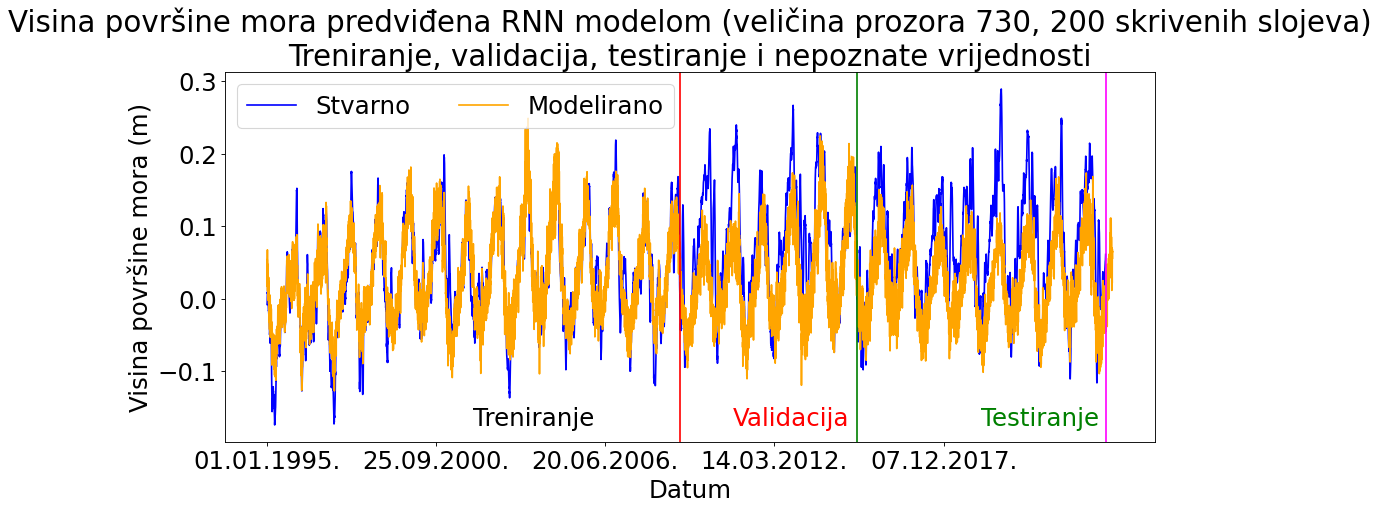 Visina površine mora predviđena RNN modelom (veličina prozora 730, 200 skrivenih slojeva)
Treniranje, validacija, testiranje i nepoznate vrijednosti
Stvarno
Modelirano
Visina površine mora (m)
0.3
0.2
0.1
0.0
−0.1
Treniranje
Validacija
Testiranje
01.01.1995.
25.09.2000.
20.06.2006.
14.03.2012.
07.12.2017.
Datum